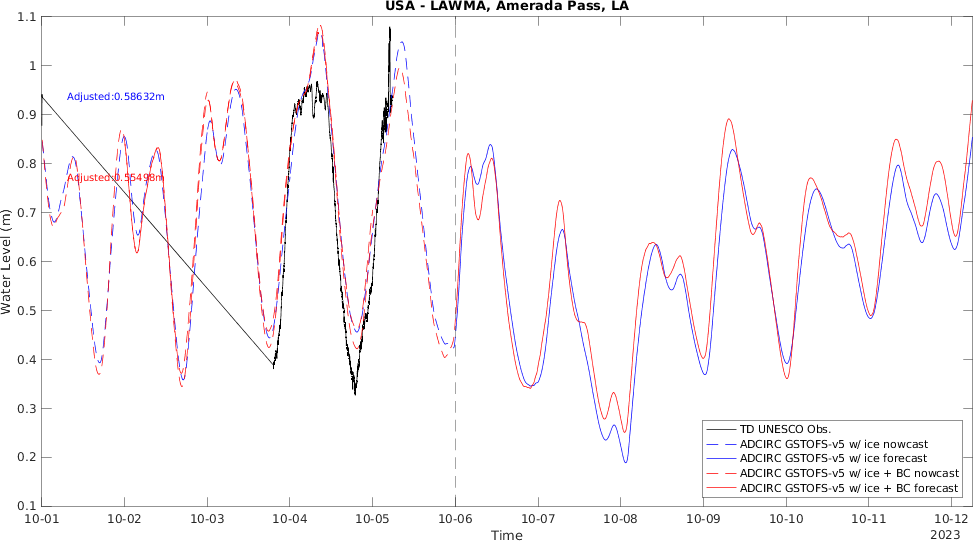 USA - LAWMA, Amerada Pass, LA
1.1
1
0.9
0.8
0.7
0.6
0.5
0.4
0.3
0.2
0.1
Water Level (m)
Adjusted:0.58632m
Adjusted:0.55498m
TD UNESCO Obs.
ADCIRC GSTOFS-v5 w/ ice nowcast
ADCIRC GSTOFS-v5 w/ ice forecast
ADCIRC GSTOFS-v5 w/ ice + BC nowcast
ADCIRC GSTOFS-v5 w/ ice + BC forecast
10-01 10-02 10-03 10-04 10-05 10-06 10-07 10-08 10-09 10-10 10-11 10-12
Time 2023